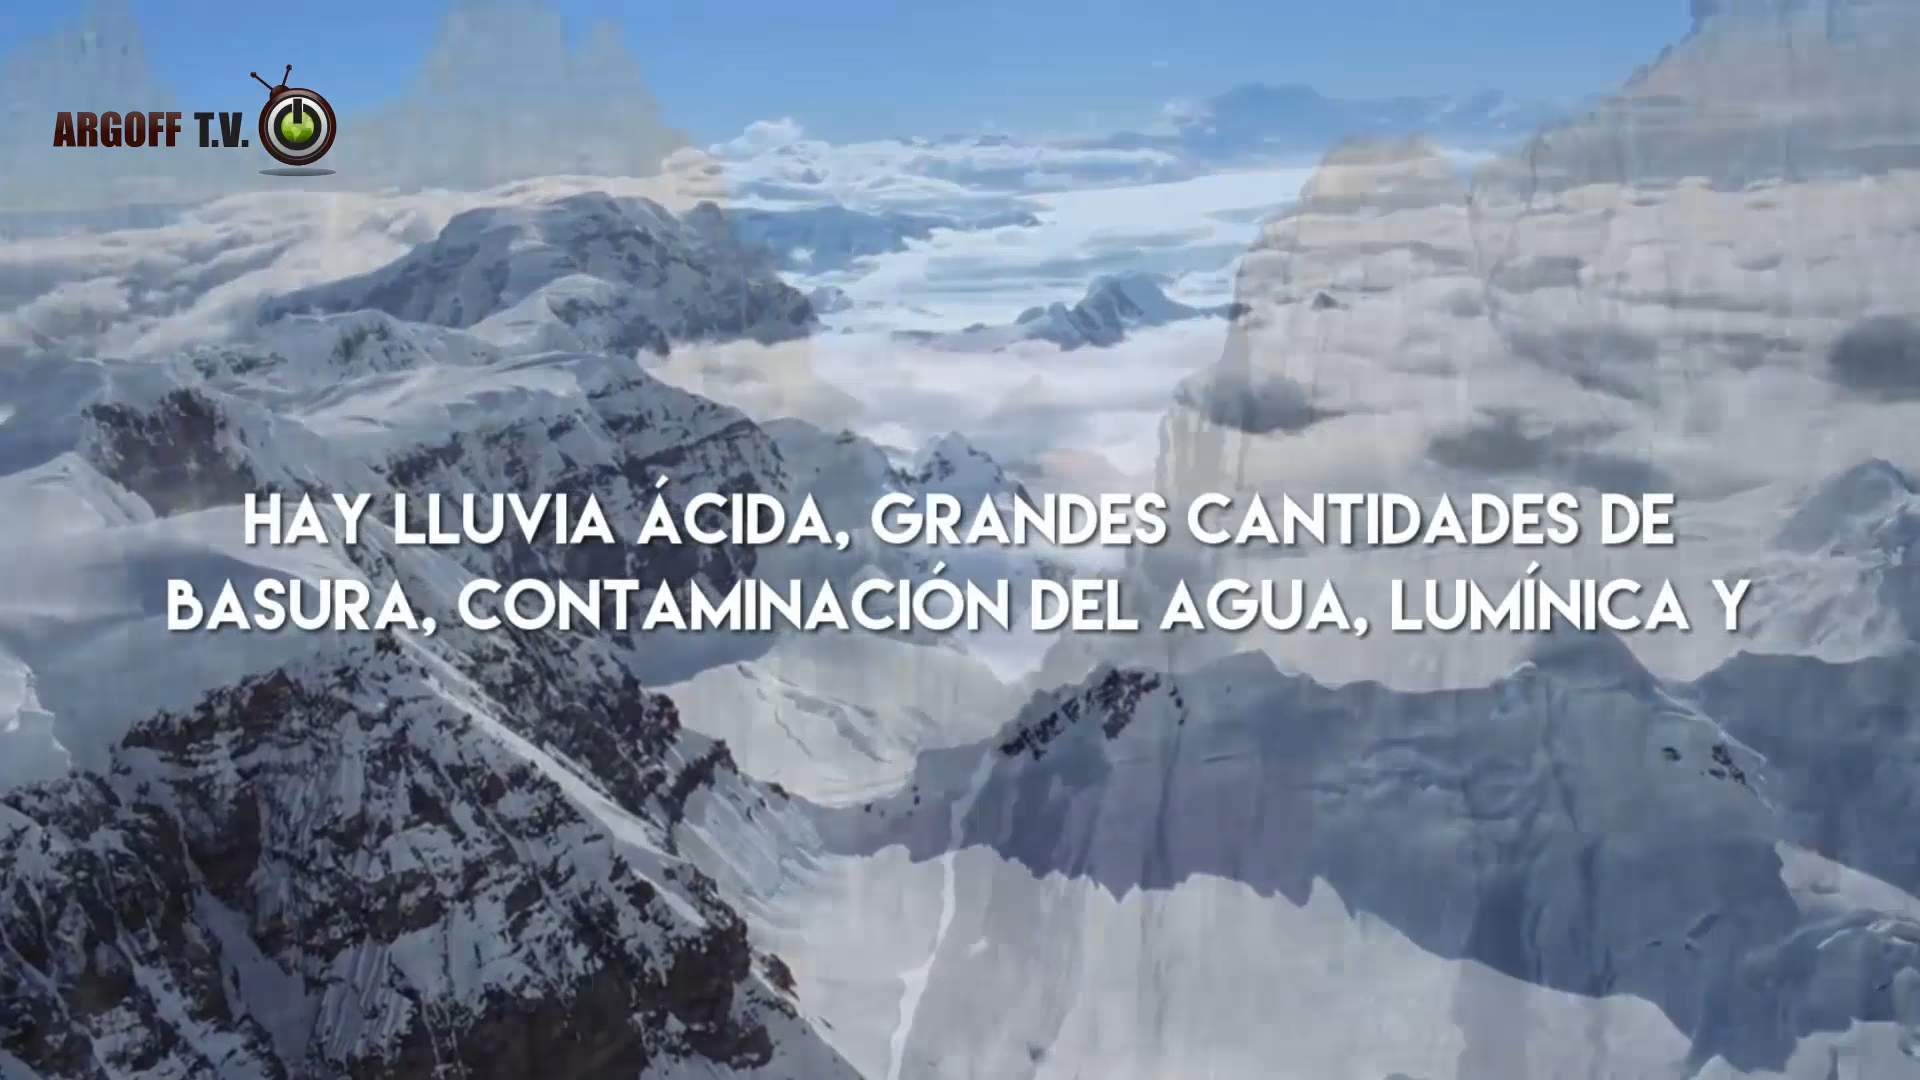 ARGOFF T.V.
HAY LLUVIA ÁCIDA, GRANDES CANTIDADES DE
BASURA, CONTAMINACIÓN DEL AGUA, LUMÍNICA Y